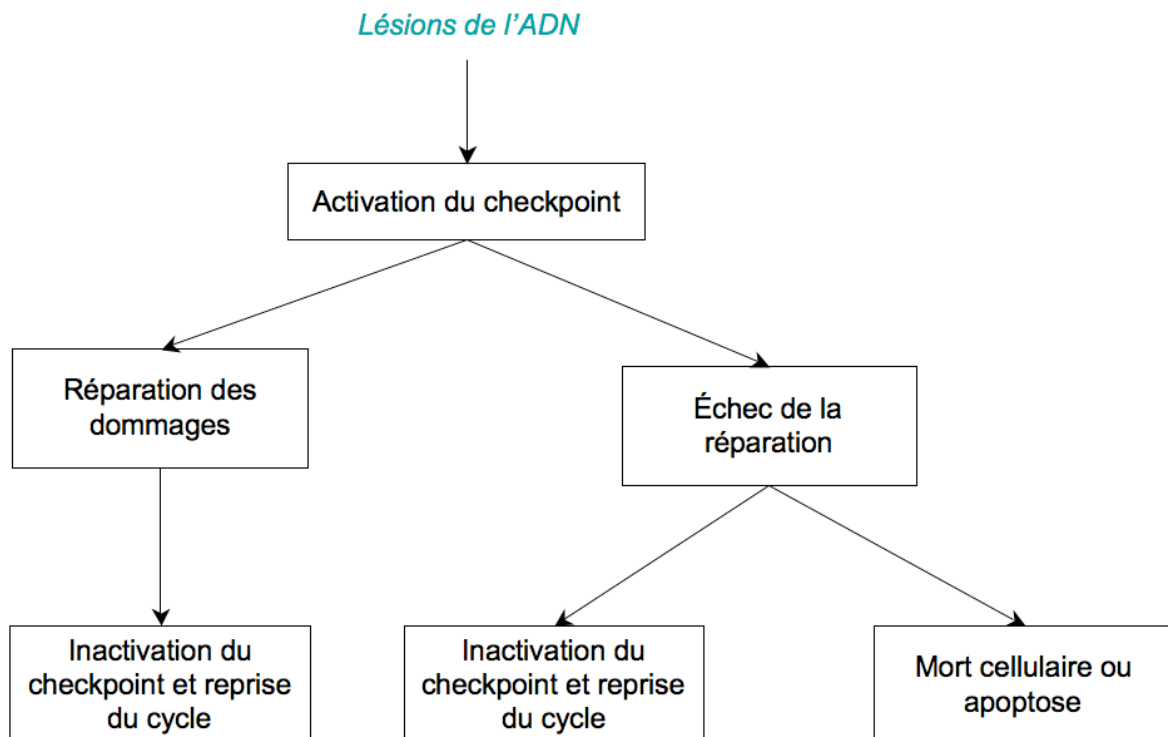 Lésions de l’ADN
Activation du checkpoint
Réparation des
dommages
Échec de la
réparation
Inactivation du
checkpoint et reprise
du cycle
Inactivation du
checkpoint et reprise
du cycle
Mort cellulaire ou
apoptose